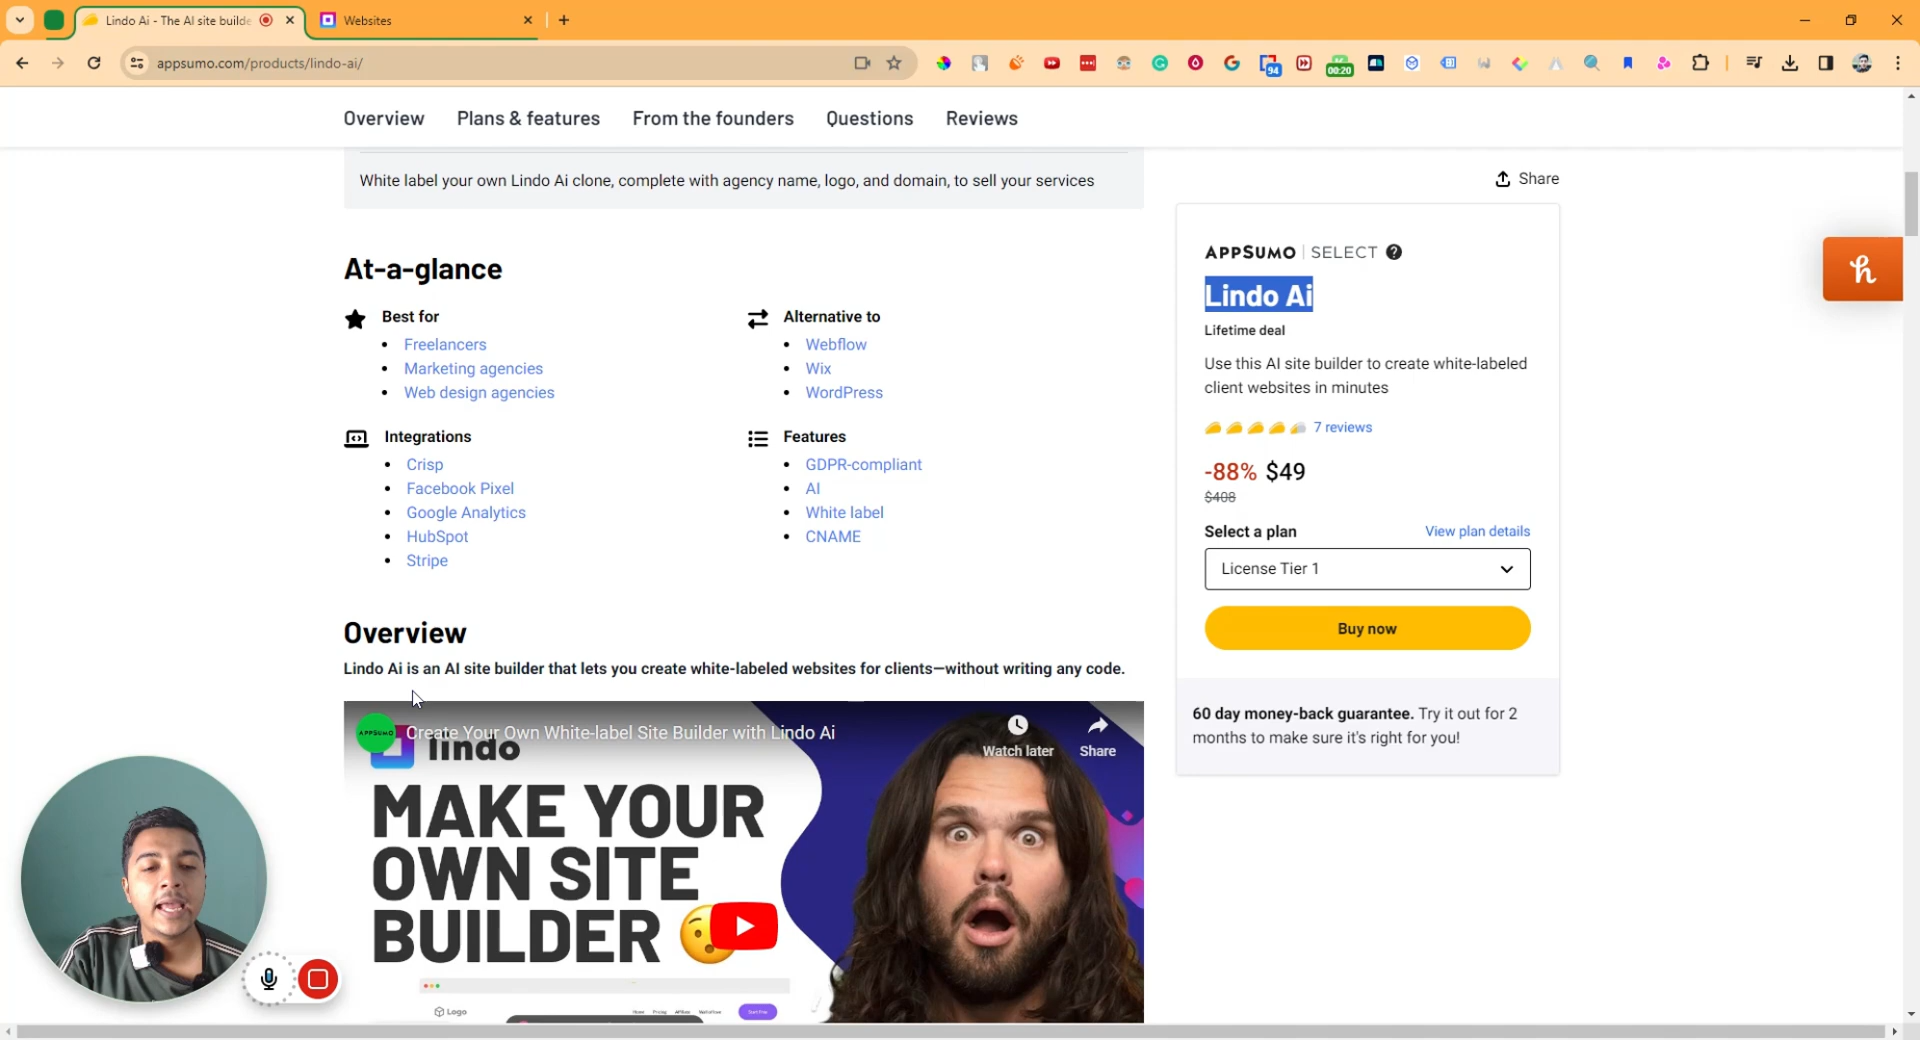 Lindo Ai - The AI site builde
Websites
appsumo.com/products/lindo-ai/
94
00:20
Overview
Plans & features
From the founders
Questions
Reviews
White label your own Lindo Ai clone, complete with agency name, logo, and domain, to sell your services
Share
At-a-glance
Best for
Freelancers
Marketing agencies
Web design agencies
Alternative to
Webflow
Wix
WordPress
Integrations
Crisp
Facebook Pixel
Google Analytics
HubSpot
Stripe
Features
GDPR-compliant
AI
White label
CNAME
APPSUMO | SELECT ?
Lindo Ai
Lifetime deal
Use this AI site builder to create white-labeled
client websites in minutes
7 reviews
-88% $49
$408
Select a plan
View plan details
License Tier 1
Buy now
60 day money-back guarantee. Try it out for 2
months to make sure it's right for you!
Overview
Lindo Ai is an AI site builder that lets you create white-labeled websites for clients—without writing any code.
APPSUMO
Create Your Own White-label Site Builder with Lindo Ai
Watch later
Share
lindo
MAKE YOUR
OWN SITE
BUILDER
Logo
Home
Pricing